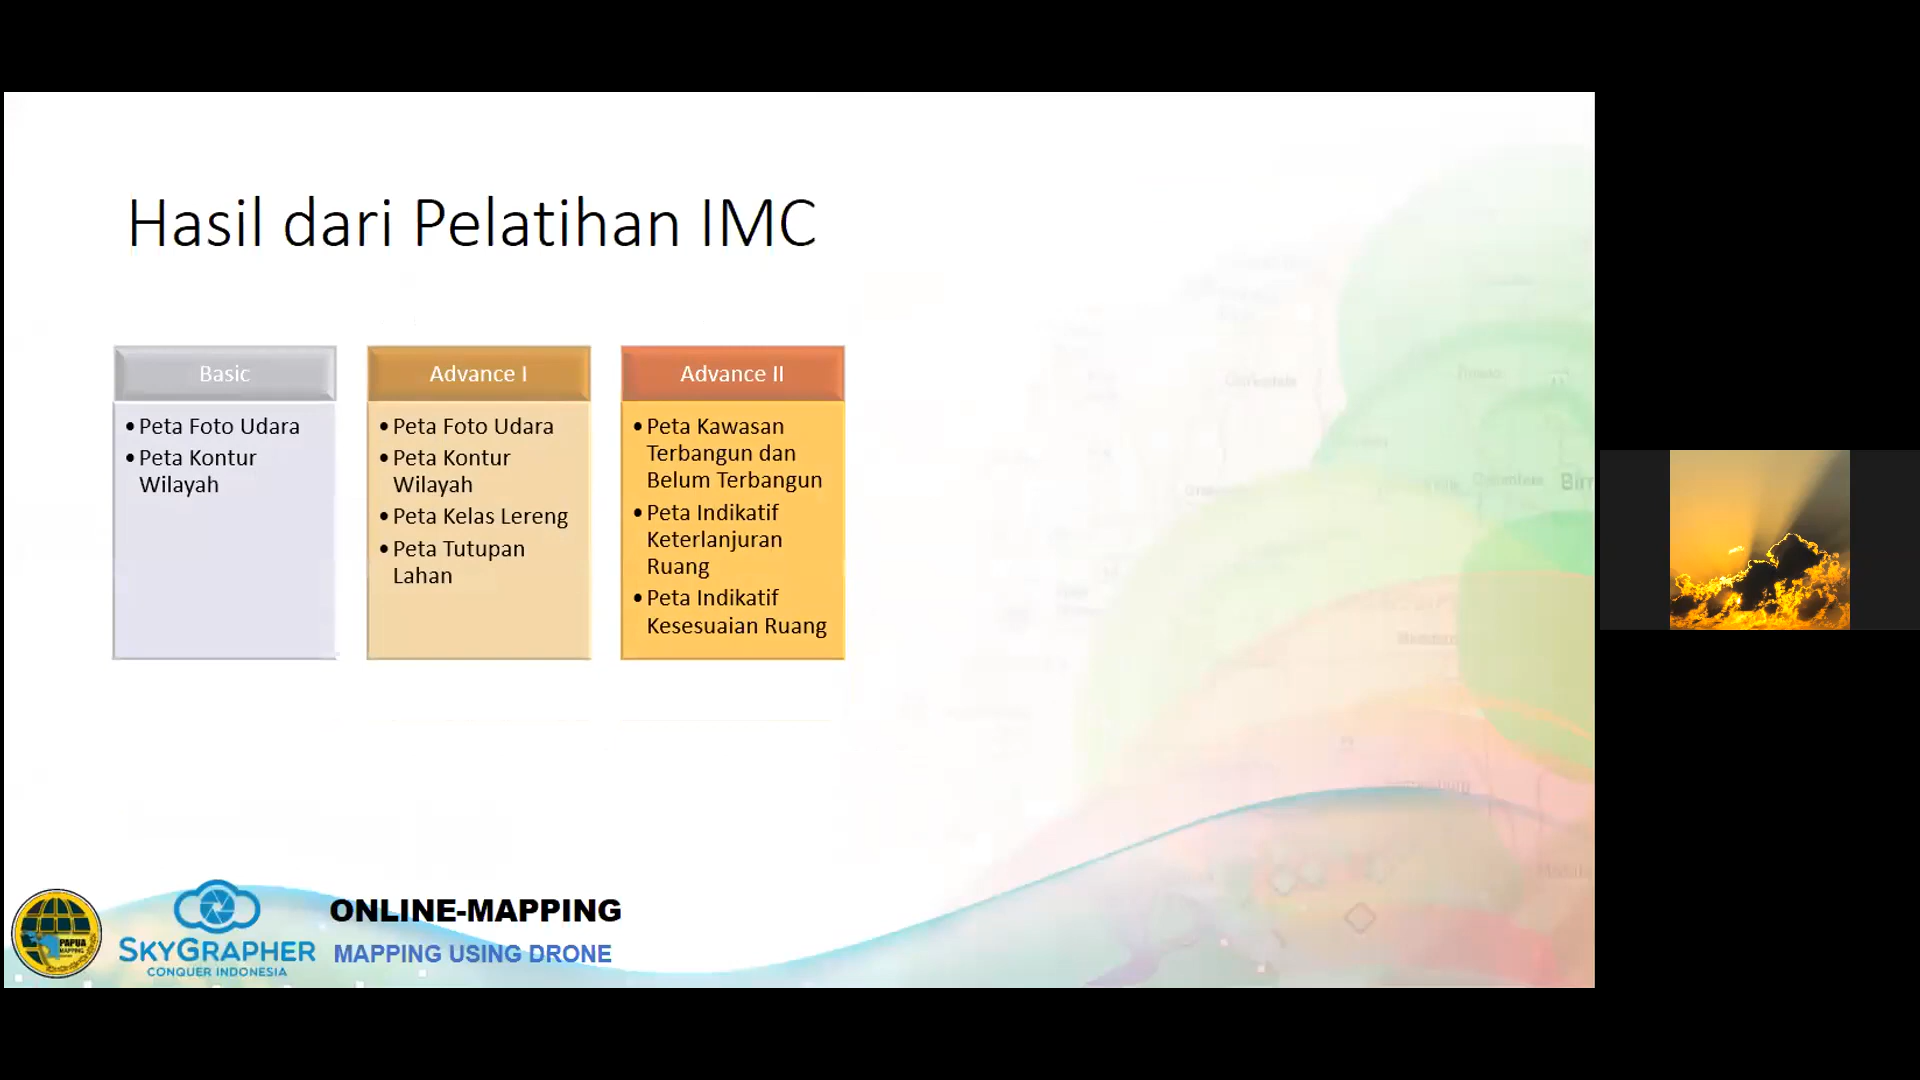 Hasil dari Pelatihan IMC
Basic
• Peta Foto Udara
• Peta Kontur
Wilayah
Advance I
• Peta Foto Udara
• Peta Kontur
Wilayah
• Peta Kelas Lereng
• Peta Tutupan
Lahan
Advance II
• Peta Kawasan
Terbangun dan
Belum Terbangun
• Peta Indikatif
Keterlanjuran
Ruang
• Peta Indikatif
Kesesuaian Ruang
PAPUA
SKYGRAPHER
CONQUER INDONESIA
ONLINE-MAPPING
MAPPING USING DRONE